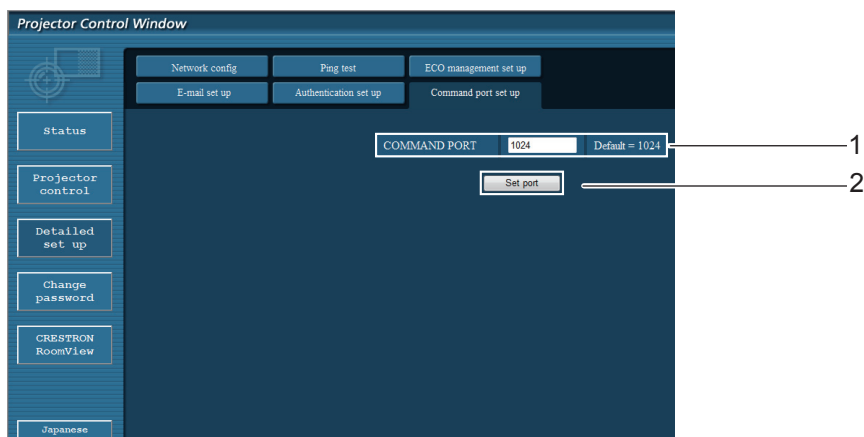 Projector Control Window
Network config
Ping test
ECO management set up
E-mail set up
Authentication set up
Command port set up
Status
Projector
control
Detailed
set up
Change
password
CRESTRON
RoomView
Japanese
COMMAND PORT 1024 Default = 1024
1
Set port
2